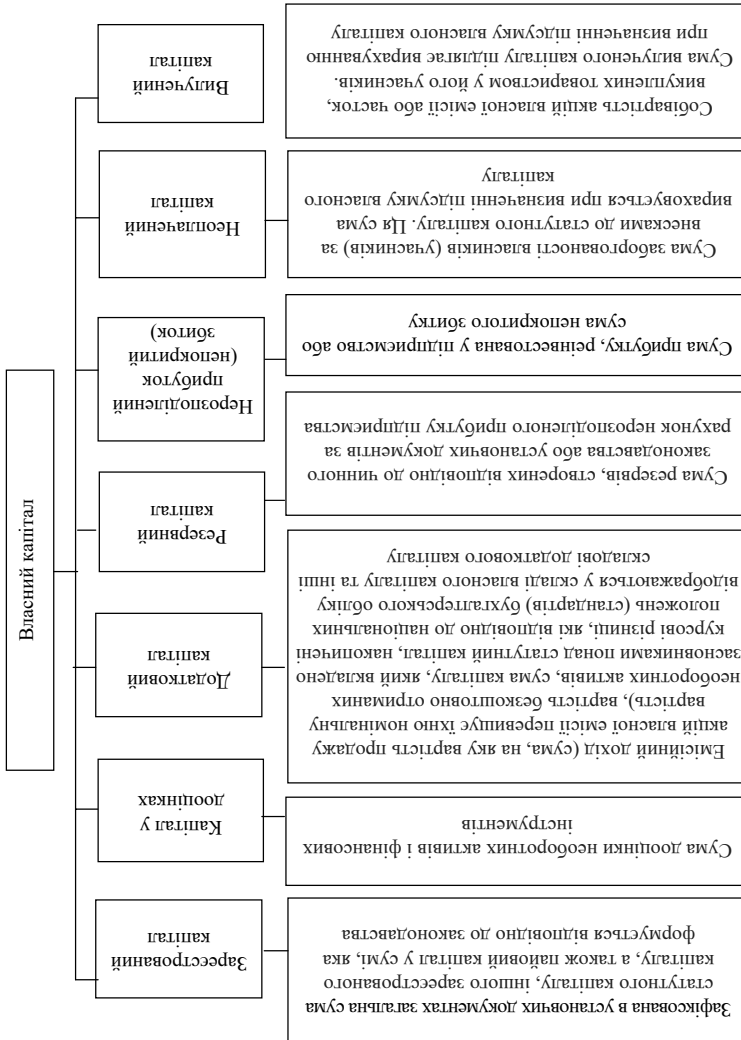 Власний капітал
Зареєстрований
капітал
Зафіксована в установчих документах загальна сума
статутного капіталу, іншого зареєстрованого
капіталу, а також пайовий капітал у сумі, яка
формується відповідно до законодавства
Капітал у
дооцінках
Сума дооцінки необоротних активів і фінансових
інструментів
Додатковий
капітал
Емісійний дохід (сума, на яку вартість продажу
акцій власної емісії перевищує їхню номінальну
вартість), вартість безкоштовно отриманих
необоротних активів, сума капіталу, який вкладено
засновниками понад статутний капітал, накопичені
курсові різниці, які відповідно до національних
положень (стандартів) бухгалтерського обліку
відображаються у складі власного капіталу та інші
складові додаткового капіталу
Резервний
капітал
Сума резервів, створених відповідно до чинного
законодавства або установчих документів за
рахунок нерозподіленого прибутку підприємства
Нерозподілений
прибуток
(непокритий
збиток)
Сума прибутку, реінвестована у підприємство або
сума непокритого збитку
Неоплачений
капітал
Сума заборгованості власників (учасників) за
внесками до статутного капіталу. Ця сума
вираховується при визначенні підсумку власного
капіталу
Вилучений
капітал
Собівартість акцій власної емісії або часток,
викуплених товариством у його учасників.
Сума вилученого капіталу підлягає вирахуванню
при визначенні підсумку власного капіталу